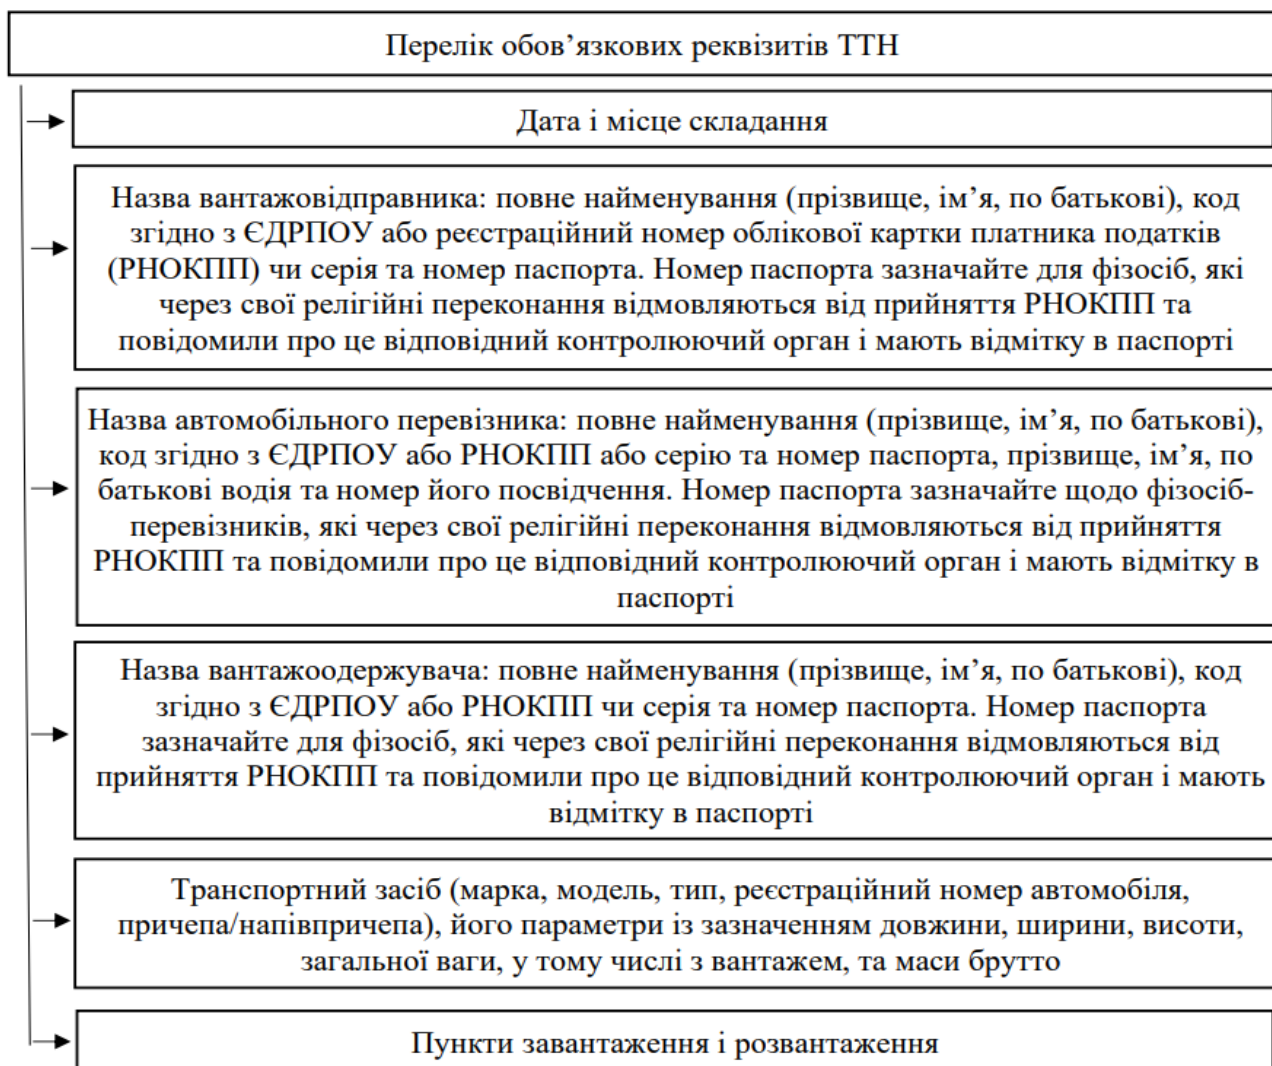 Перелік обов’язкових реквізитів ТТН
Дата і місце складання
Назва вантажовідправника: повне найменування (прізвище, ім’я, по батькові), код
згідно з ЄДРПОУ або реєстраційний номер облікової картки платника податків
(РНОКПП) чи серія та номер паспорта. Номер паспорта зазначайте для фізосіб, які
через свої релігійні переконання відмовляються від прийняття РНОКПП та
повідомили про це відповідний контролюючий орган і мають відмітку в паспорті
Назва автомобільного перевізника: повне найменування (прізвище, ім’я, по батькові),
код згідно з ЄДРПОУ або РНОКПП або серію та номер паспорта, прізвище, ім’я, по
батькові водія та номер його посвідчення. Номер паспорта зазначайте щодо фізосіб-
перевізників, які через свої релігійні переконання відмовляються від прийняття
РНОКПП та повідомили про це відповідний контролюючий орган і мають відмітку в
паспорті
Назва вантажоодержувача: повне найменування (прізвище, ім’я, по батькові), код
згідно з ЄДРПОУ або РНОКПП чи серія та номер паспорта. Номер паспорта
зазначайте для фізосіб, які через свої релігійні переконання відмовляються від
прийняття РНОКПП та повідомили про це відповідний контролюючий орган і мають
відмітку в паспорті
Транспортний засіб (марка, модель, тип, реєстраційний номер автомобіля,
причепа/напівпричепа), його параметри із зазначенням довжини, ширини, висоти,
загальної ваги, у тому числі з вантажем, та маси брутто
Пункти завантаження і розвантаження